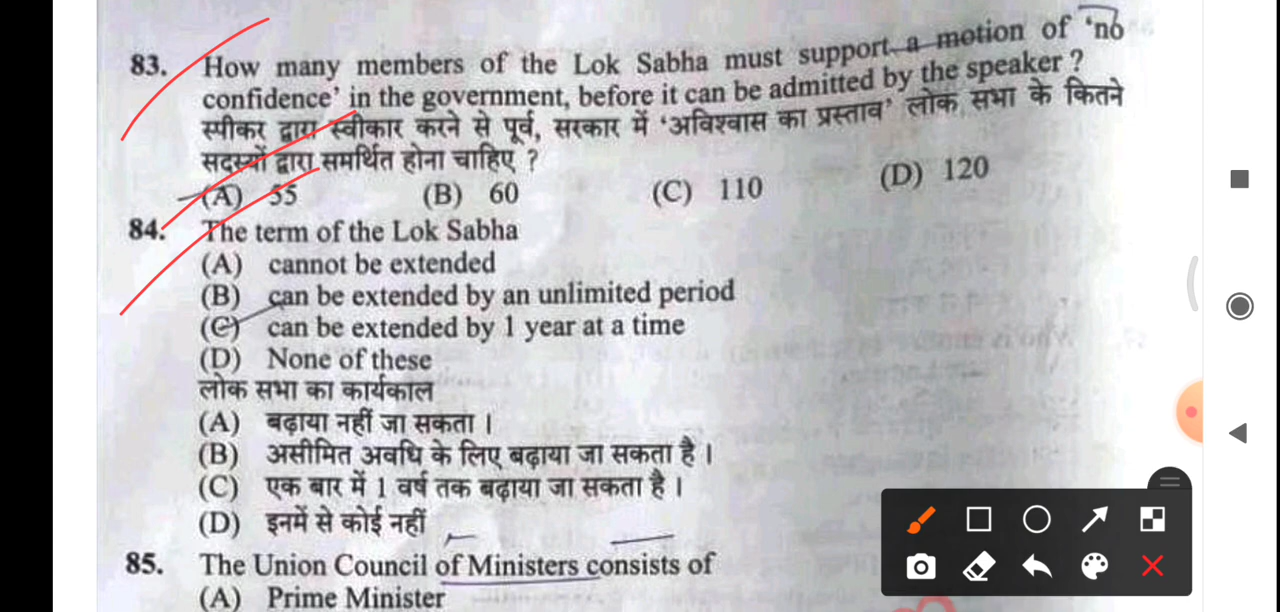 83. How many members of the Lok Sabha must support a motion of 'no
confidence' in the government, before it can be admitted by the speaker ?
स्पीकर द्वारा स्वीकार करने से पूर्व, सरकार में 'अविश्वास का प्रस्ताव' लोक सभा के कितने
सदस्यों द्वारा समर्थित होना चाहिए ?
(A) 55 (B) 60 (C) 110 (D) 120
84. The term of the Lok Sabha
(A) cannot be extended
(B) can be extended by an unlimited period
(C) can be extended by 1 year at a time
(D) None of these
लोक सभा का कार्यकाल
(A) बढ़ाया नहीं जा सकता ।
(B) असीमित अवधि के लिए बढ़ाया जा सकता है ।
(C) एक बार में 1 वर्ष तक बढ़ाया जा सकता है ।
(D) इनमें से कोई नहीं
85. The Union Council of Ministers consists of
(A) Prime Minister